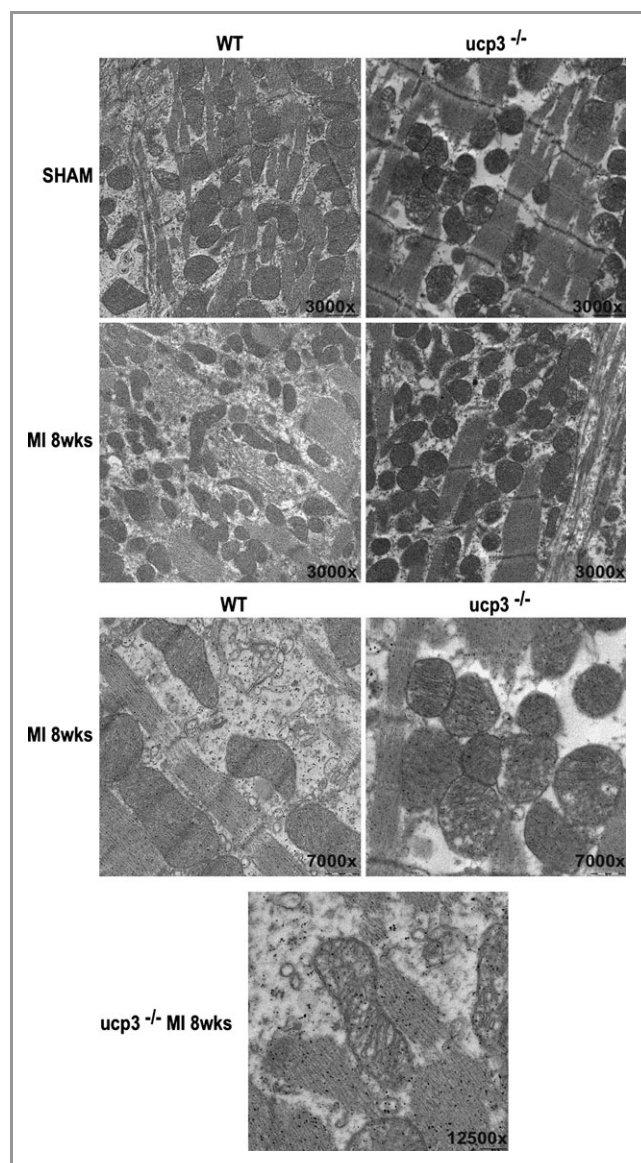 WT ucp3 -/-
SHAM
3000x 3000x
MI 8wks
3000x 3000x
WT ucp3 -/-
MI 8wks
7000x 7000x
ucp3 -/- MI 8wks
12500x